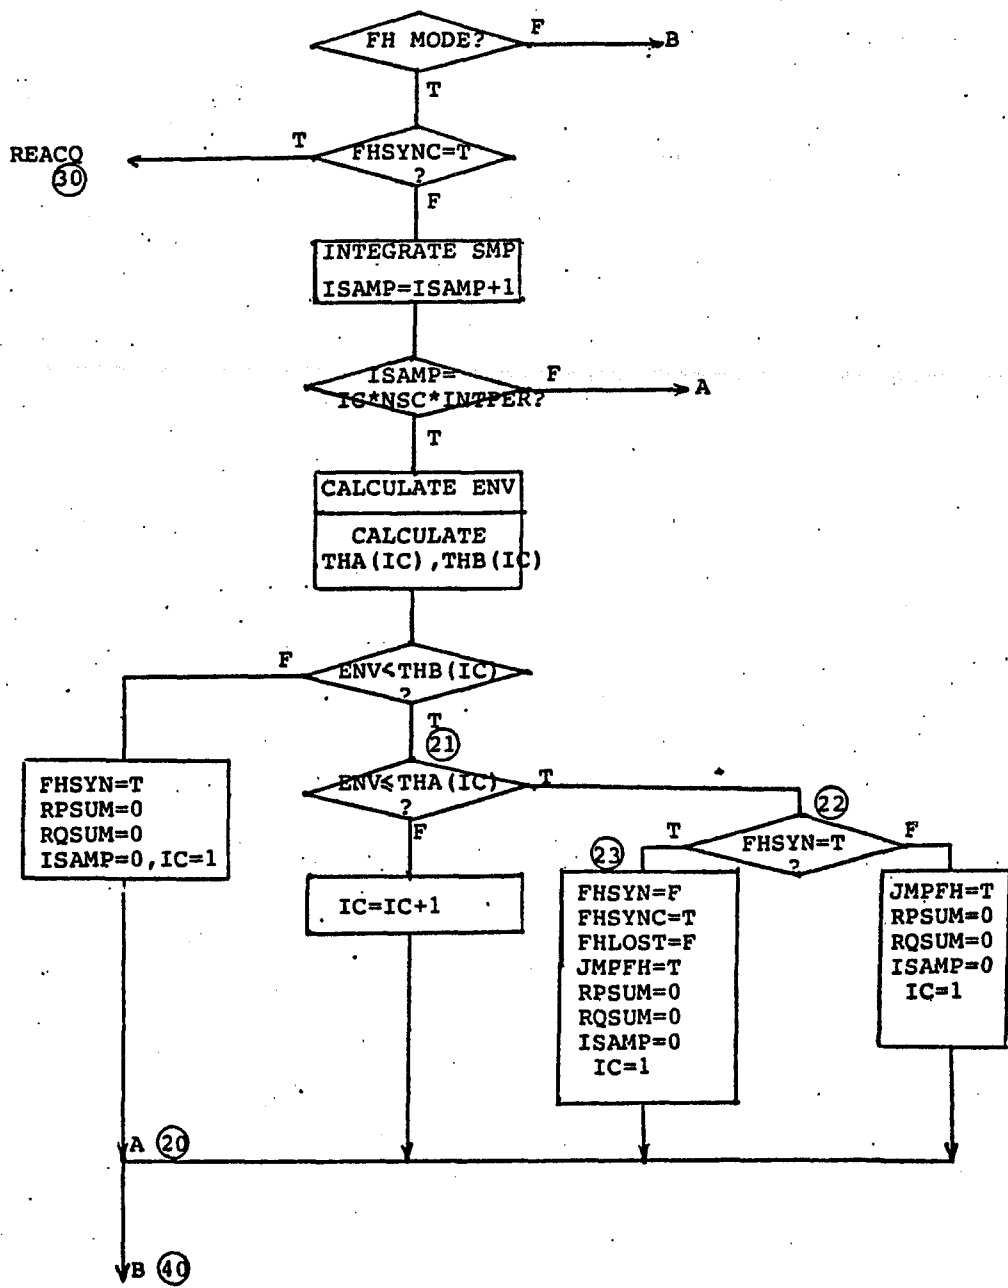 FH MODE?
F
B
T
REACQ
30
T
FHSYNC=T
?
F
INTEGRATE SMP
ISAMP=ISAMP+1
ISAMP=
IC*NSC*INTPER?
F
A
T
CALCULATE ENV
CALCULATE
THA(IC),THB(IC)
F
ENV<THB(IC)
?
T
21
ENV≤THA(IC)
?
T
F
22
FHSYN=T
?
T
F
FHSYN=T
RPSUM=0
RQSUM=0
ISAMP=0,IC=1
IC=IC+1
23
FHSYN=F
FHSYNC=T
FHLOST=F
JMPFH=T
RPSUM=0
RQSUM=0
ISAMP=0
IC=1
JMPFH=T
RPSUM=0
RQSUM=0
ISAMP=0
IC=1
A 20
B 40